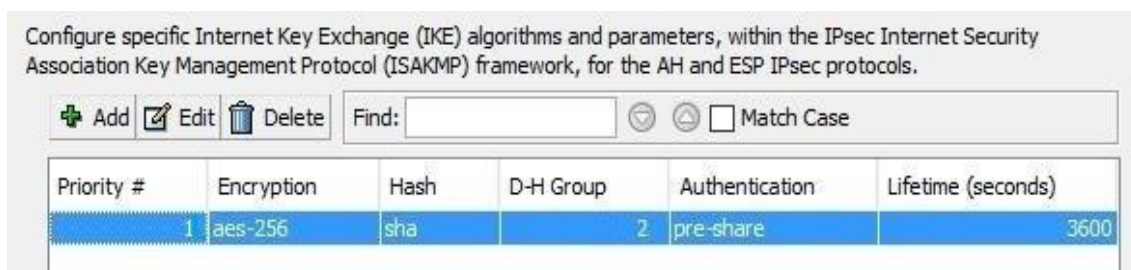 Configure specific Internet Key Exchange (IKE) algorithms and parameters, within the IPsec Internet Security
Association Key Management Protocol (ISAKMP) framework, for the AH and ESP IPsec protocols.
Add Edit Delete Find: Match Case
Priority # Encryption Hash D-H Group Authentication Lifetime (seconds)
1 aes-256 sha 2 pre-share 3600